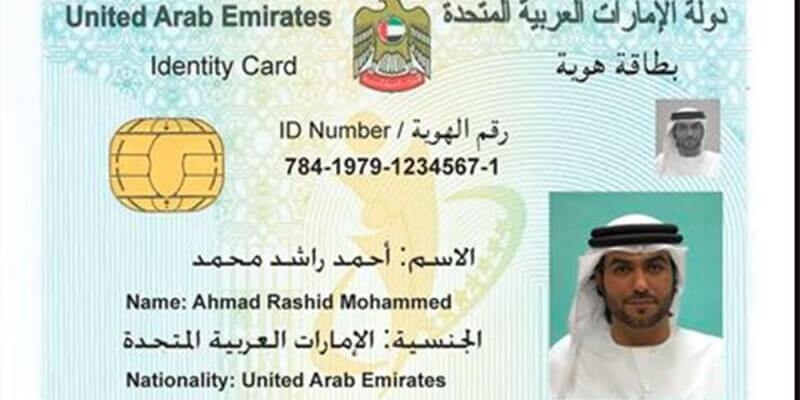 United Arab Emirates دولة الإمارات العربية المتحدة
Identity Card بطاقة هوية
ID Number / رقم الهوية
784-1979-1234567-1
الاسم: أحمد راشد محمد
Name: Ahmad Rashid Mohammed
الجنسية: الإمارات العربية المتحدة
Nationality: United Arab Emirates